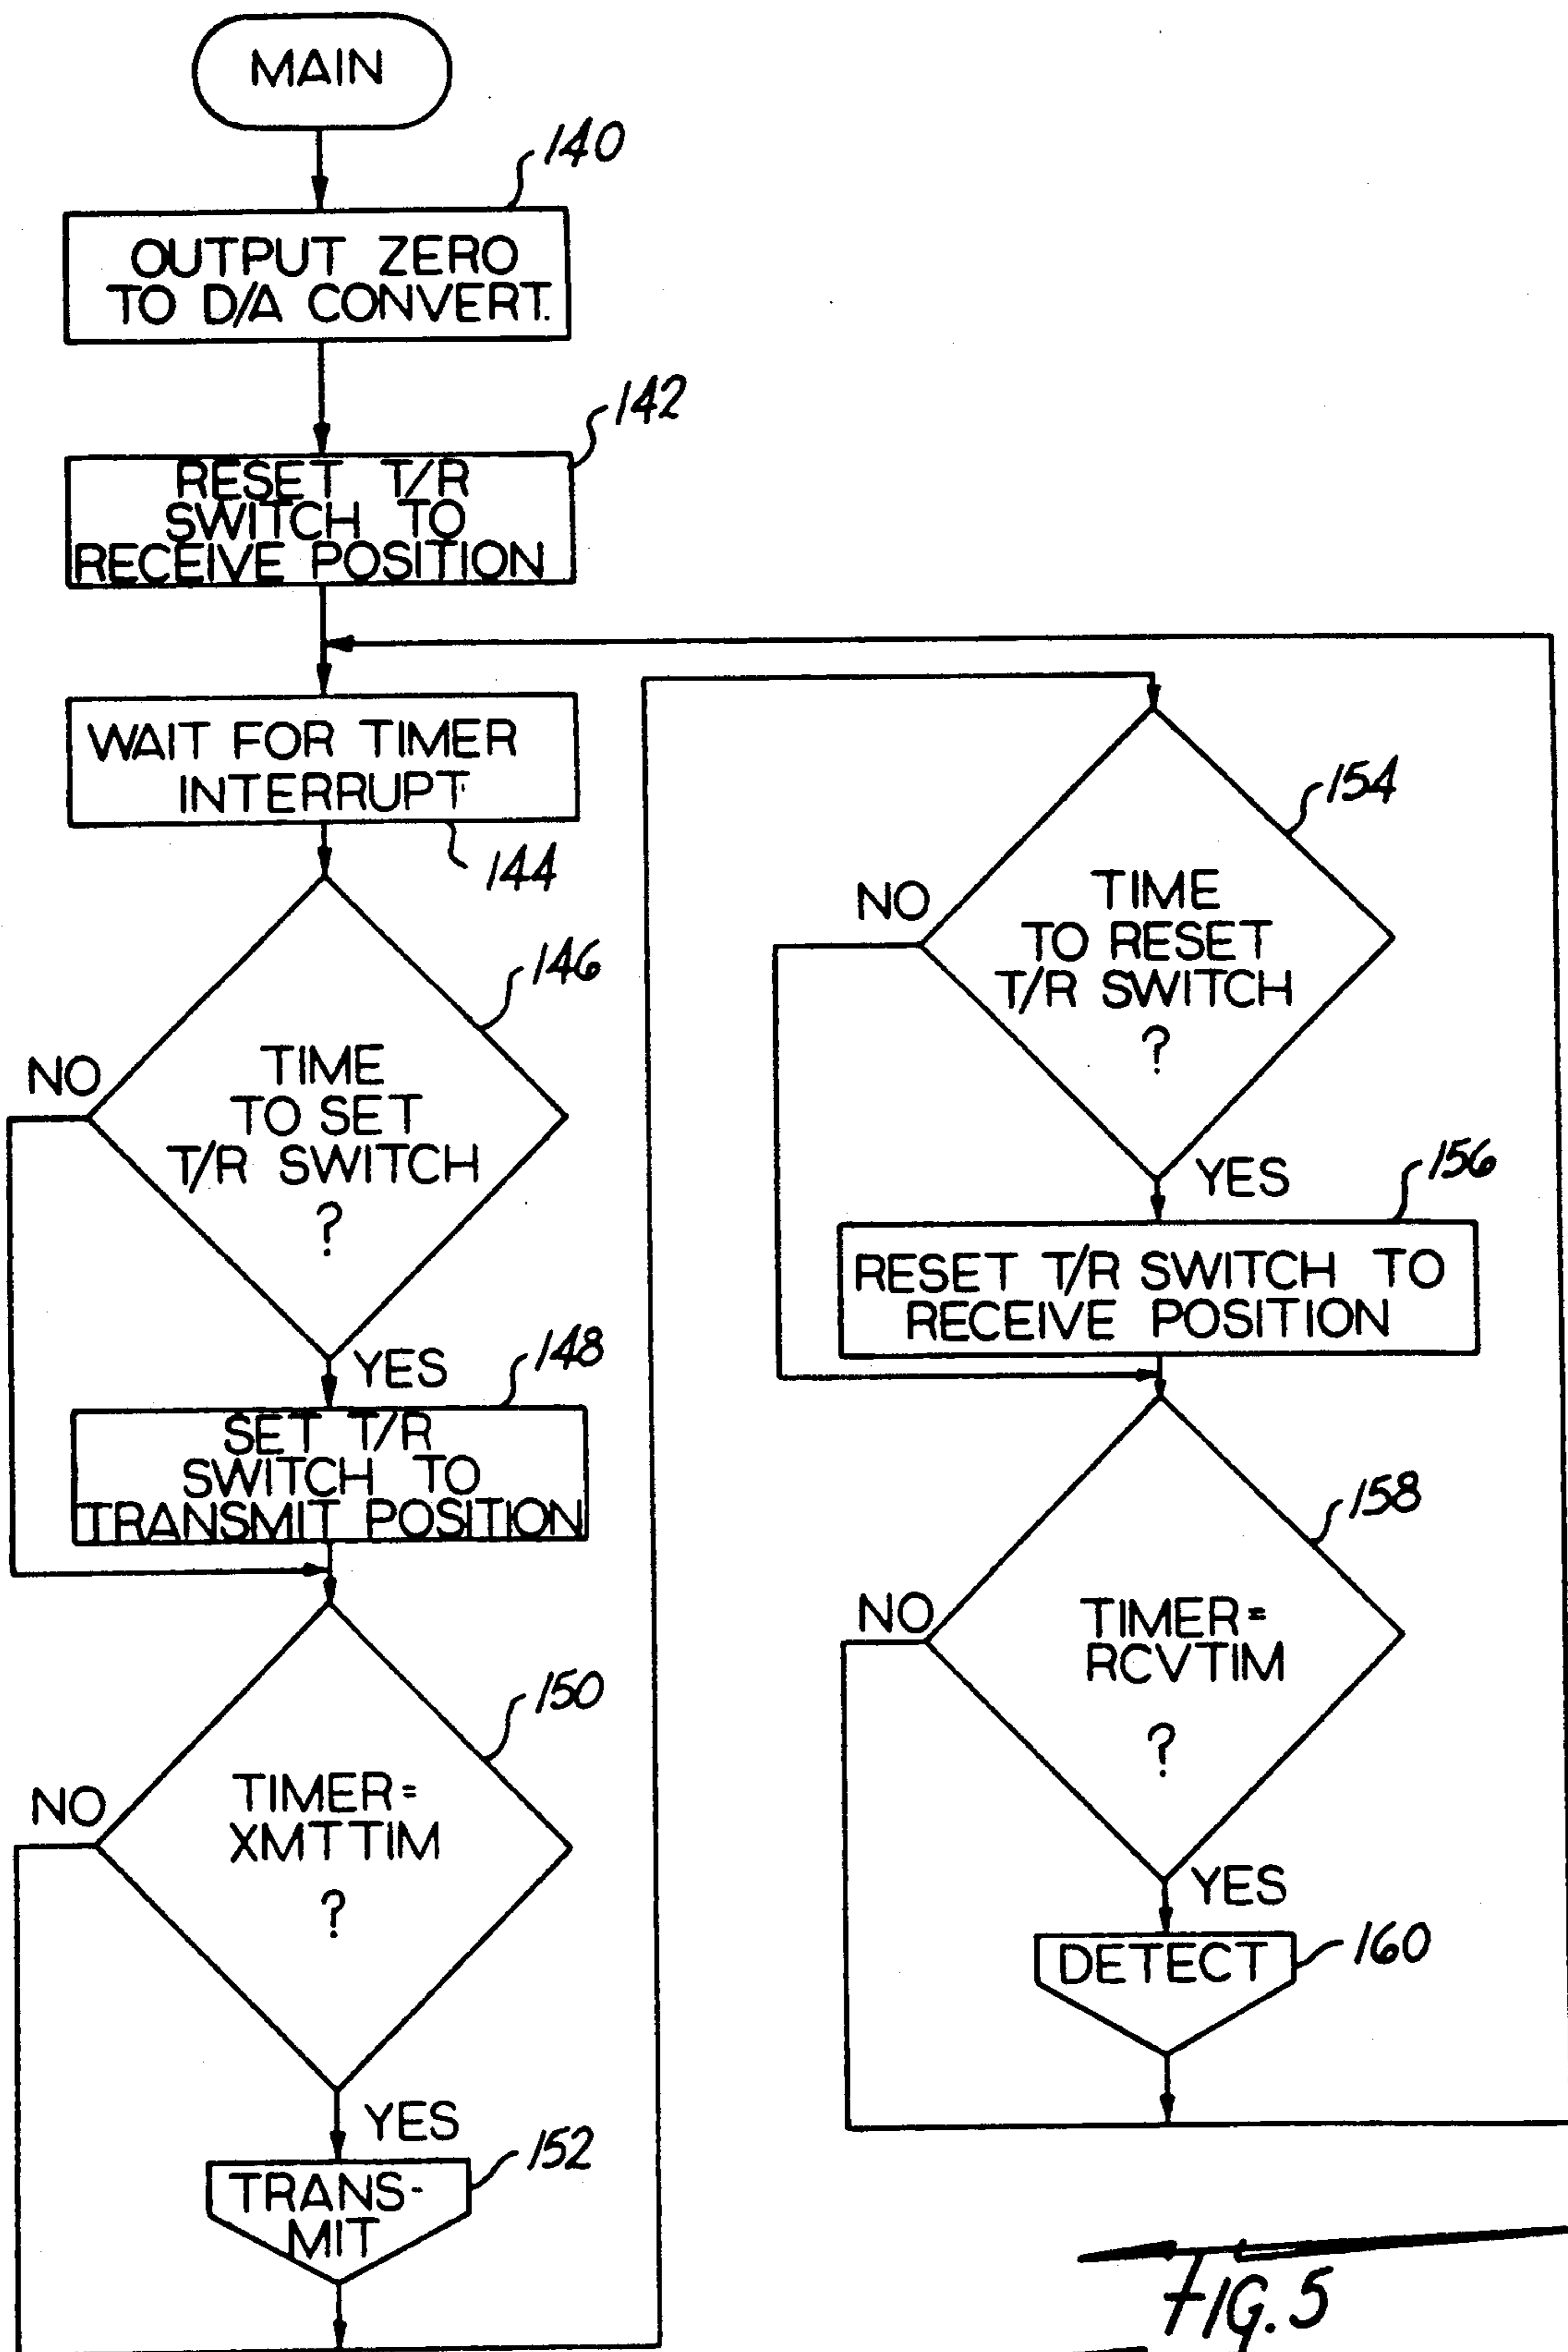 MAIN
140
OUTPUT ZERO
TO D/A CONVERT.
142
RESET T/R
SWITCH TO
RECEIVE POSITION
WAIT FOR TIMER
INTERRUPT
144
146
NO
TIME
TO SET
T/R SWITCH
?
YES
148
SET T/R
SWITCH TO
TRANSMIT POSITION
150
NO
TIMER=
XMTTIM
?
YES
152
TRANS-
MIT
154
NO
TIME
TO RESET
T/R SWITCH
?
YES
156
RESET T/R SWITCH TO
RECEIVE POSITION
158
NO
TIMER=
RCVTIM
?
YES
DETECT
160
FIG. 5